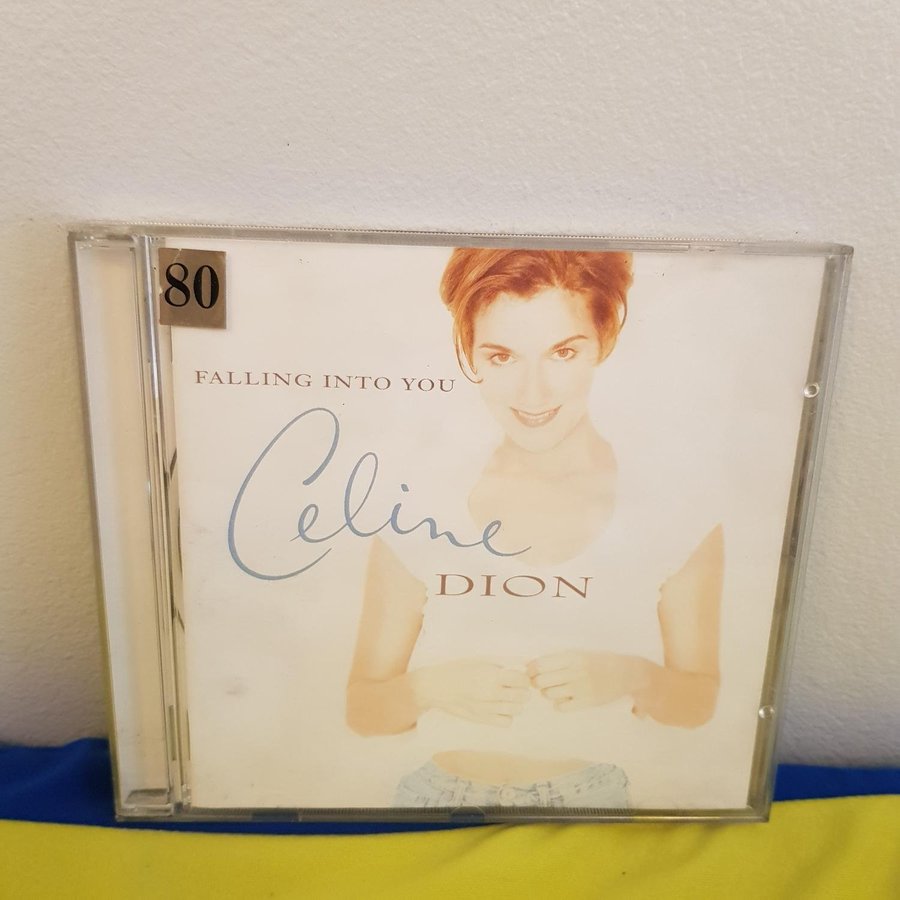 80
FALLING INTO YOU
Celine
DION